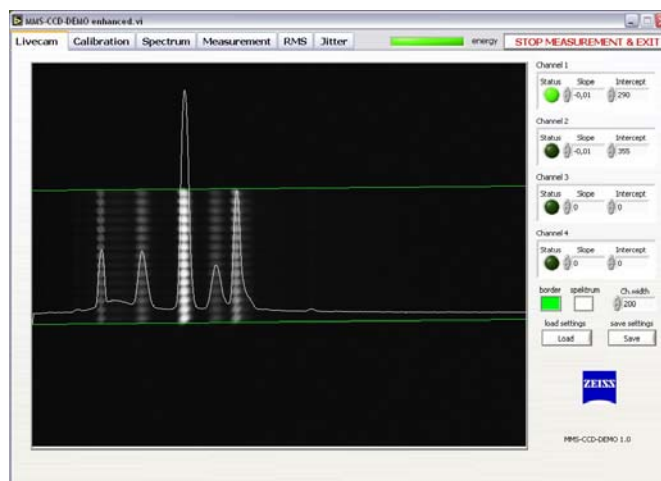 MMS-CCD-DEMO enhanced.vi
Livecam Calibration Spectrum Measurement RMS Jitter energy STOP MEASUREMENT & EXIT
Channel 1
Status Slope Intercept
-0,01 290
Channel 2
Status Slope Intercept
-0,01 355
Channel 3
Status Slope Intercept
0 0
Channel 4
Status Slope Intercept
0 0
border spektrum Ch.width
200
load settings save settings
Load Save
ZEISS
MMS-CCD-DEMO 1.0